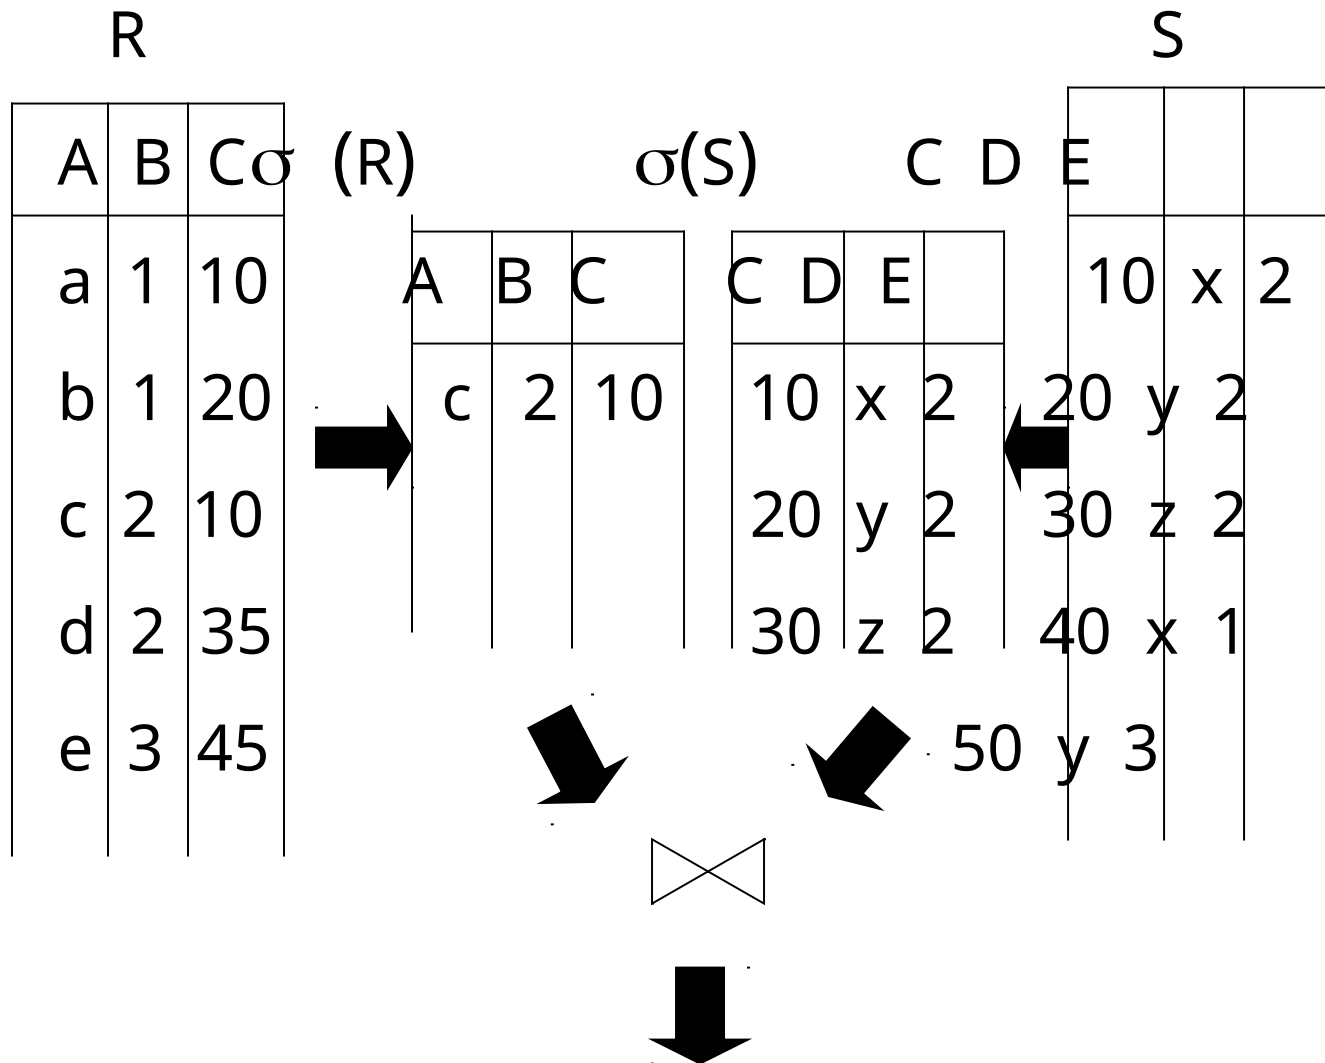 R S
A B C σ (R) σ(S) C D E
a 1 10 A B C C D E 10 x 2
b 1 20 c 2 10 10 x 2 20 y 2
c 2 10 20 y 2 30 z 2
d 2 35 30 z 2 40 x 1
e 3 45 50 y 3